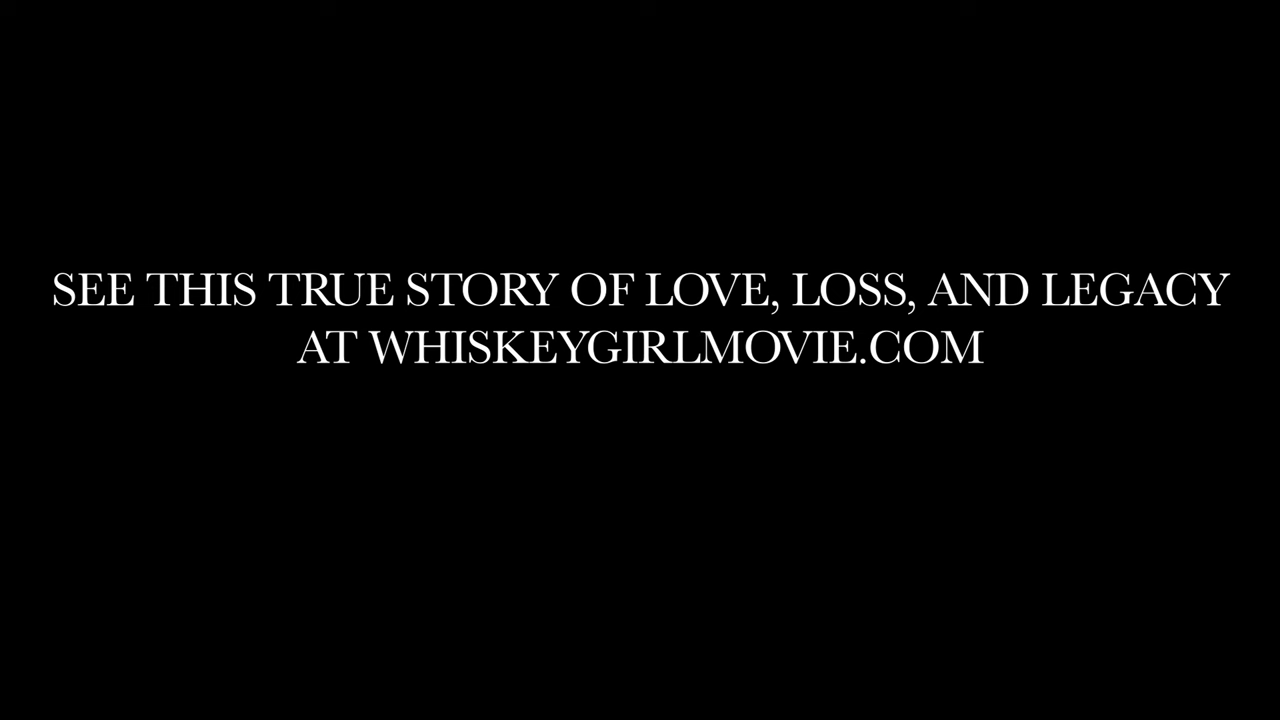 SEE THIS TRUE STORY OF LOVE, LOSS, AND LEGACY
AT WHISKEYGIRLMOVIE.COM